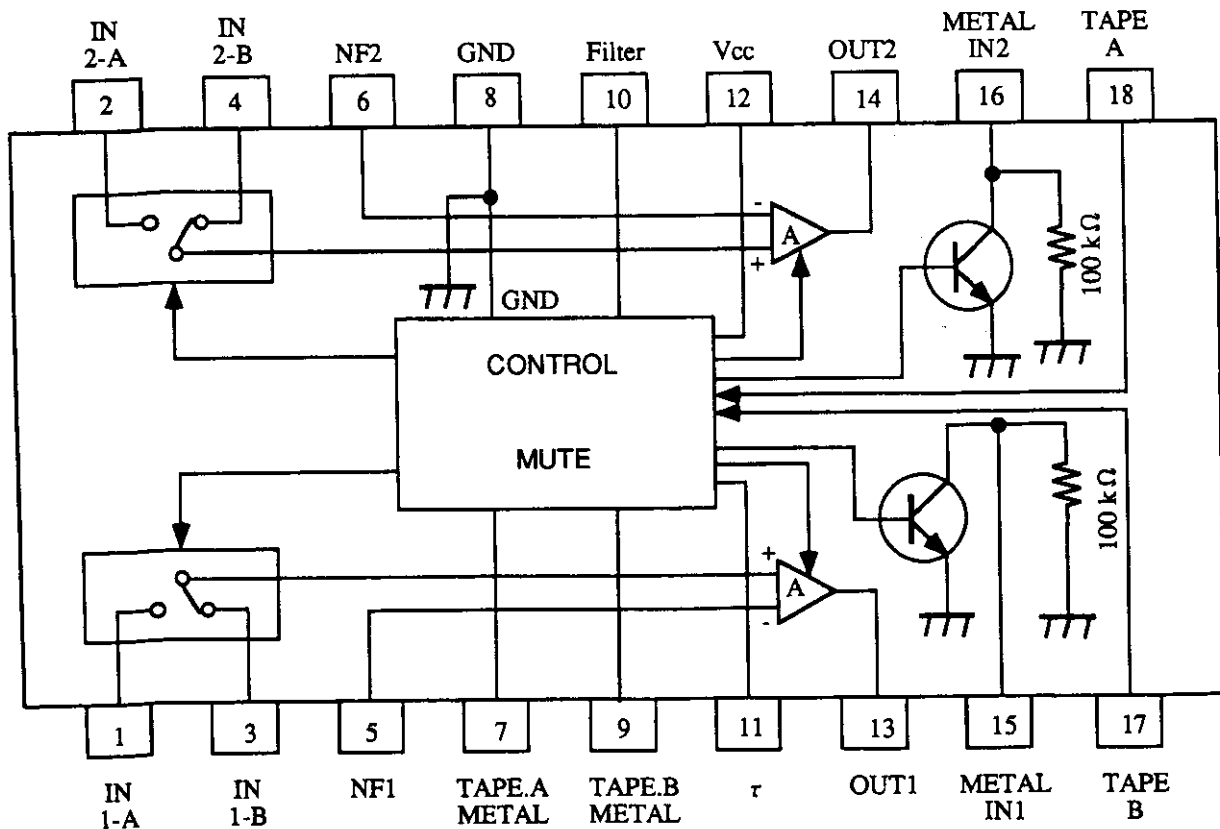 IN 2-A
IN 2-B
NF2
GND
Filter
Vcc
OUT2
METAL IN2
TAPE A
2
4
6
8
10
12
14
16
18
-
A
+
100 kΩ
GND
CONTROL
MUTE
+
A
-
100 kΩ
1
3
5
7
9
11
13
15
17
IN 1-A
IN 1-B
NF1
TAPE.A METAL
TAPE.B METAL
τ
OUT1
METAL IN1
TAPE B